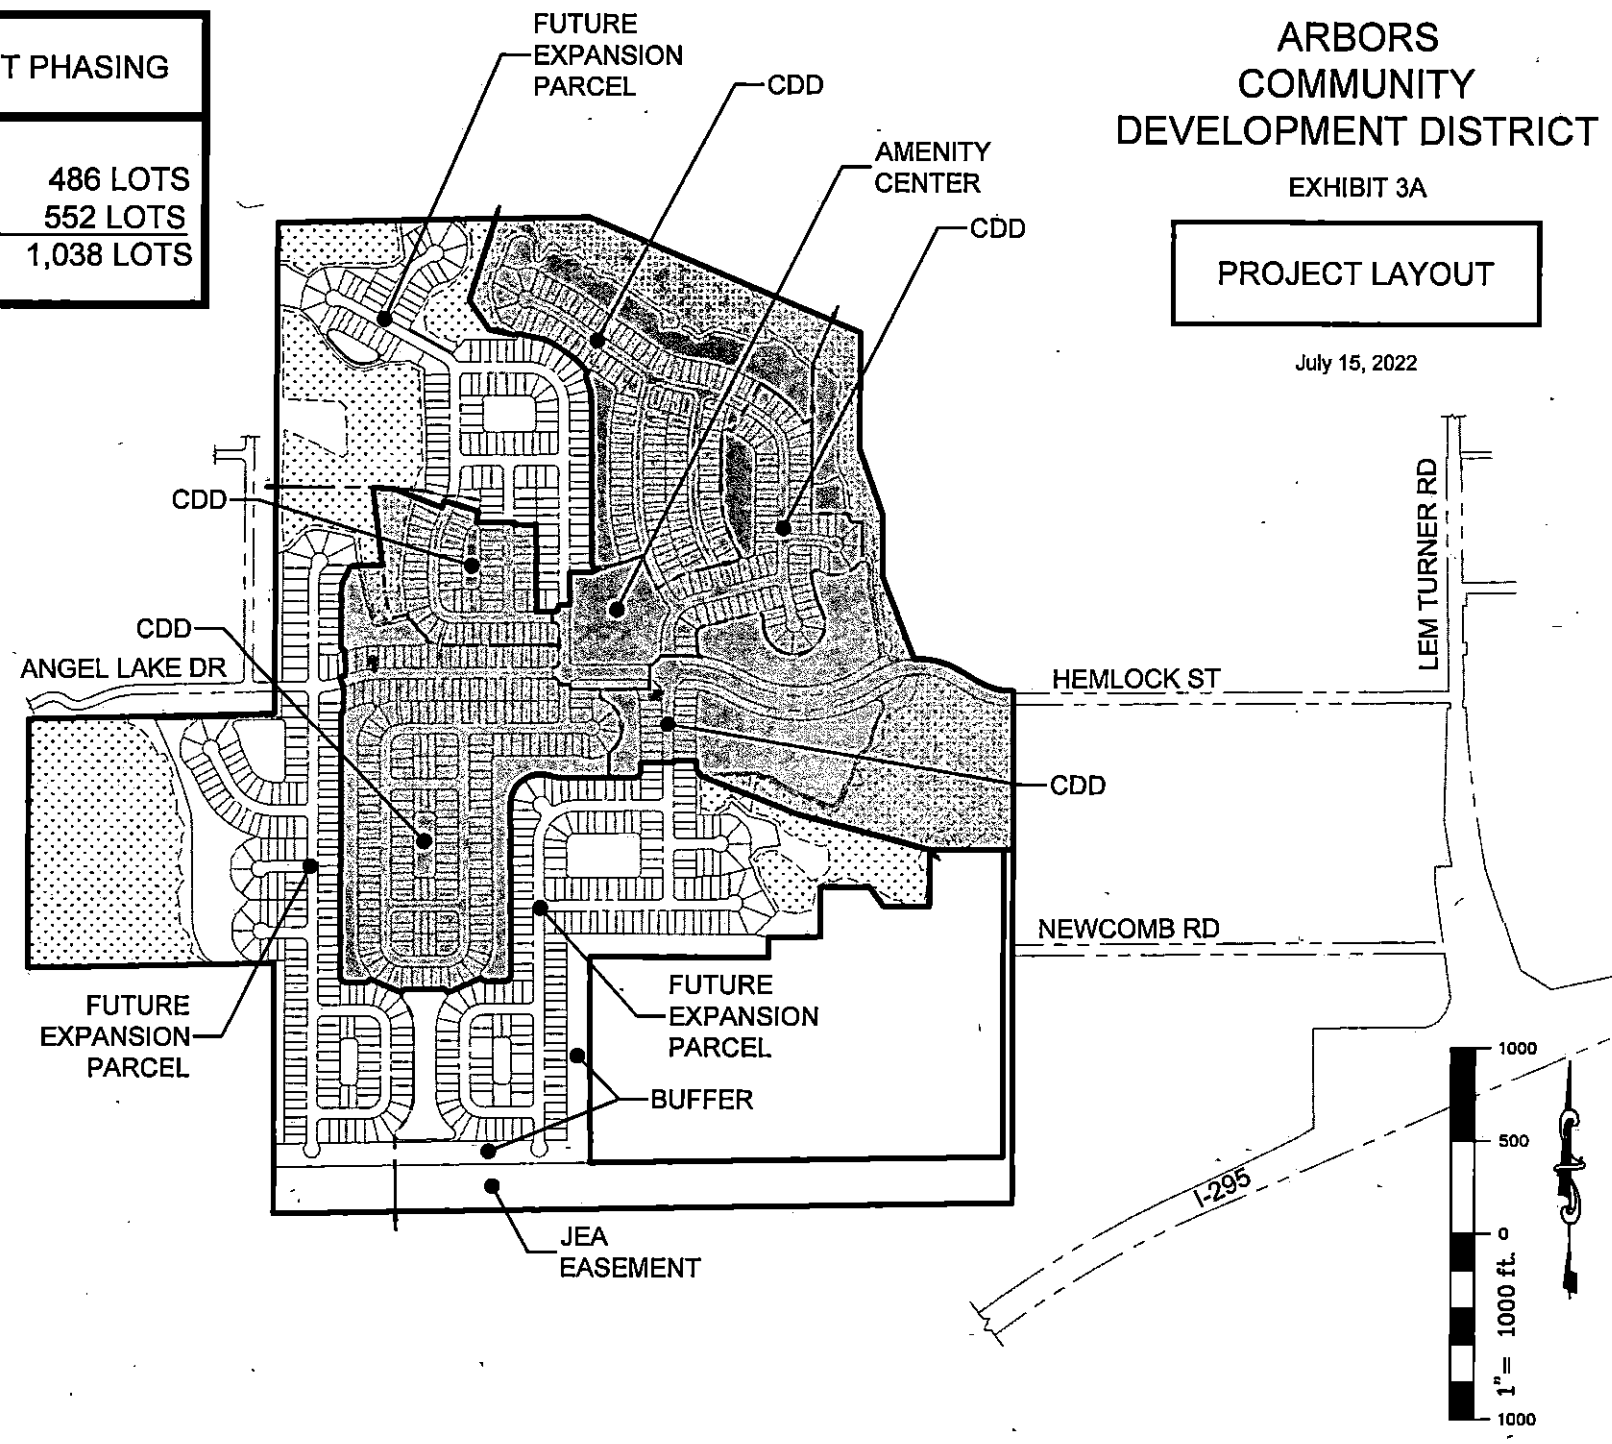 T PHASING
486 LOTS
552 LOTS
1,038 LOTS
FUTURE
EXPANSION
PARCEL
CDD
AMENITY
CENTER
CDD
ARBORS
COMMUNITY
DEVELOPMENT DISTRICT
EXHIBIT 3A
PROJECT LAYOUT
July 15, 2022
CDD
CDD
ANGEL LAKE DR
HEMLOCK ST
LEM TURNER RD
CDD
NEWCOMB RD
FUTURE
EXPANSION
PARCEL
FUTURE
EXPANSION
PARCEL
BUFFER
JEA
EASEMENT
I-295
1000
500
0
1000
1"= 1000 ft.